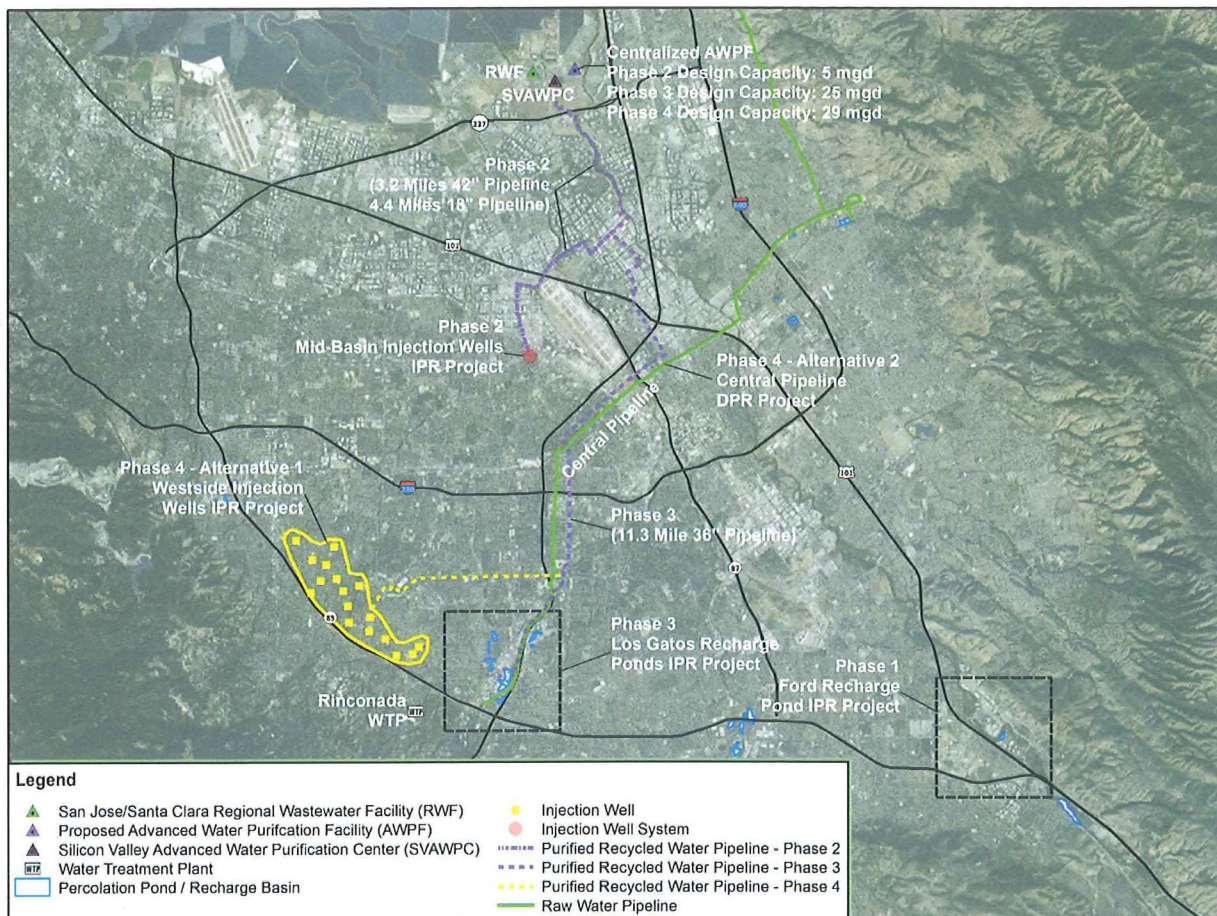 Centralized AWPF
Phase 2 Design Capacity: 5 mgd
Phase 3 Design Capacity: 25 mgd
Phase 4 Design Capacity: 29 mgd
RWF
SVAWPC
237
Phase 2
(3.2 Miles 42" Pipeline
4.4 Miles 18" Pipeline)
680
101
Phase 2
Mid-Basin Injection Wells
IPR Project
Phase 4 - Alternative 2
Central Pipeline
DPR Project
Central Pipeline
Phase 4 - Alternative 1
Westside Injection
Wells IPR Project
280
101
Phase 3
(11.3 Mile 36" Pipeline)
87
85
Phase 3
Los Gatos Recharge
Ponds IPR Project
Phase 1
Ford Recharge
Pond IPR Project
Rinconada
WTP
WTP
Legend
San Jose/Santa Clara Regional Wastewater Facility (RWF)
Proposed Advanced Water Purifcation Facility (AWPF)
Silicon Valley Advanced Water Purification Center (SVAWPC)
WTP Water Treatment Plant
Percolation Pond / Recharge Basin
Injection Well
Injection Well System
Purified Recycled Water Pipeline - Phase 2
Purified Recycled Water Pipeline - Phase 3
Purified Recycled Water Pipeline - Phase 4
Raw Water Pipeline